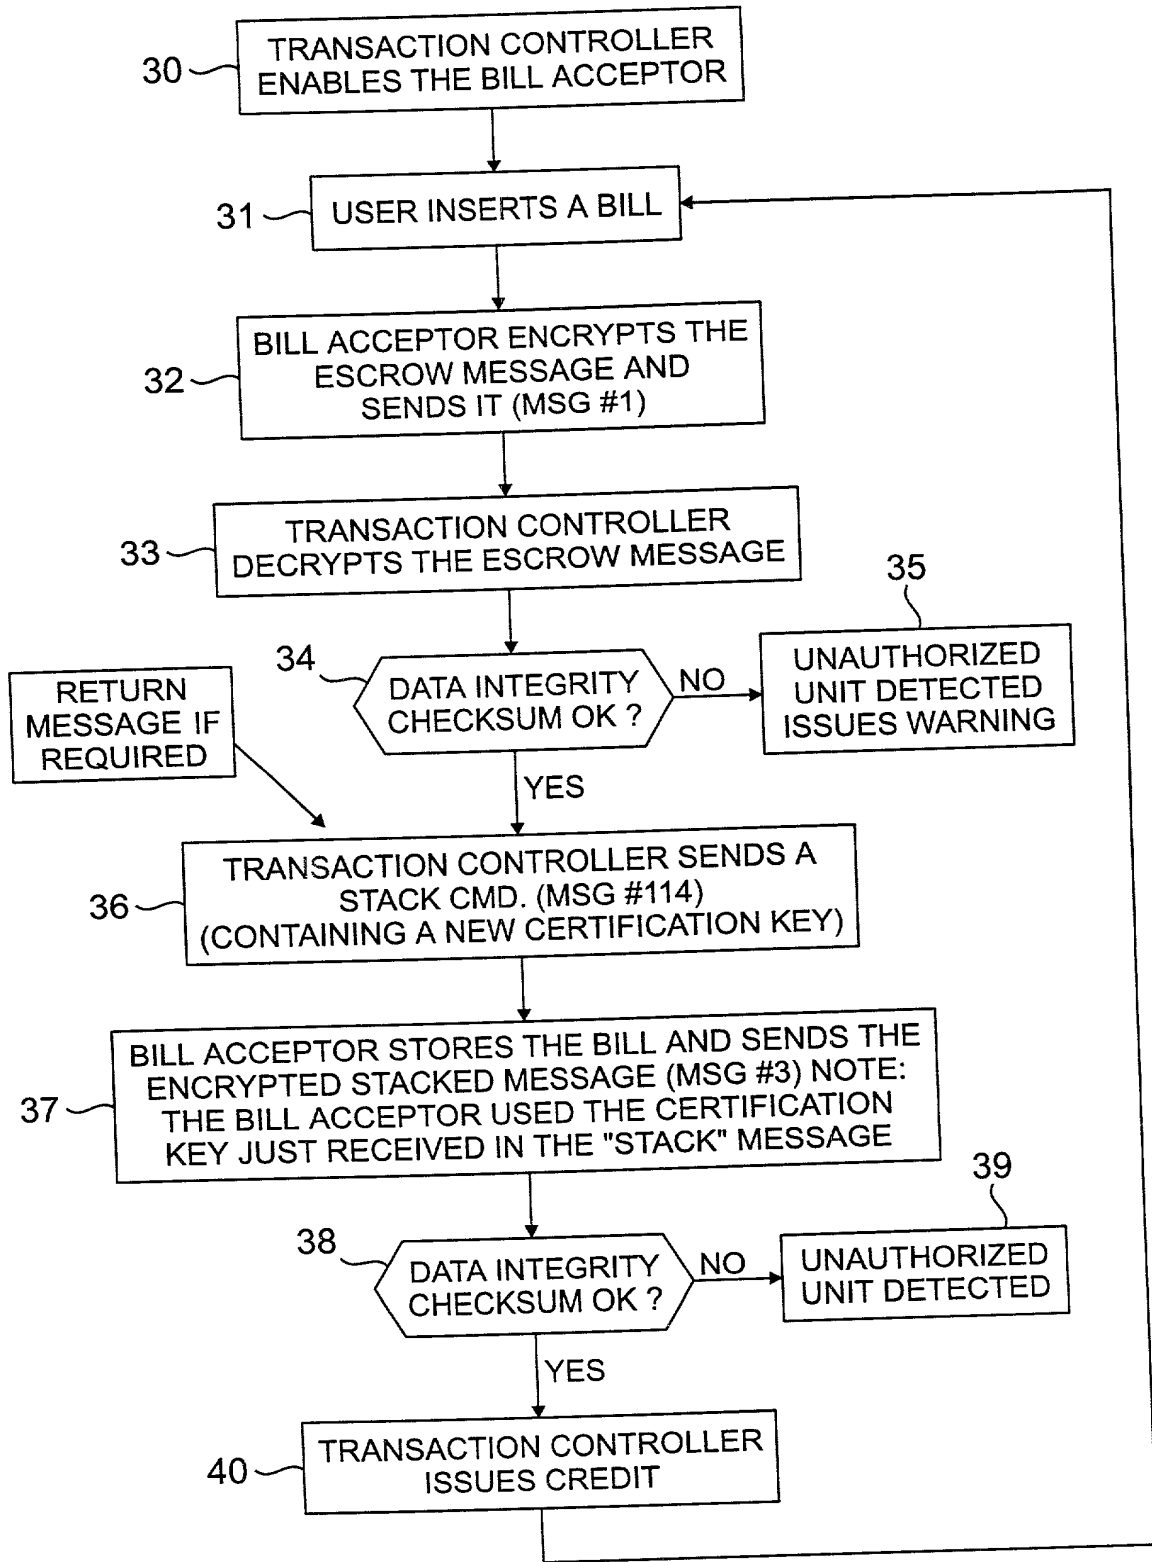 30
TRANSACTION CONTROLLER
ENABLES THE BILL ACCEPTOR
31
USER INSERTS A BILL
32
BILL ACCEPTOR ENCRYPTS THE
ESCROW MESSAGE AND
SENDS IT (MSG #1)
33
TRANSACTION CONTROLLER
DECRYPTS THE ESCROW MESSAGE
34
DATA INTEGRITY
CHECKSUM OK ?
NO
35
UNAUTHORIZED
UNIT DETECTED
ISSUES WARNING
RETURN
MESSAGE IF
REQUIRED
YES
36
TRANSACTION CONTROLLER SENDS A
STACK CMD. (MSG #114)
(CONTAINING A NEW CERTIFICATION KEY)
37
BILL ACCEPTOR STORES THE BILL AND SENDS THE
ENCRYPTED STACKED MESSAGE (MSG #3) NOTE:
THE BILL ACCEPTOR USED THE CERTIFICATION
KEY JUST RECEIVED IN THE "STACK" MESSAGE
38
DATA INTEGRITY
CHECKSUM OK ?
NO
39
UNAUTHORIZED
UNIT DETECTED
YES
40
TRANSACTION CONTROLLER
ISSUES CREDIT